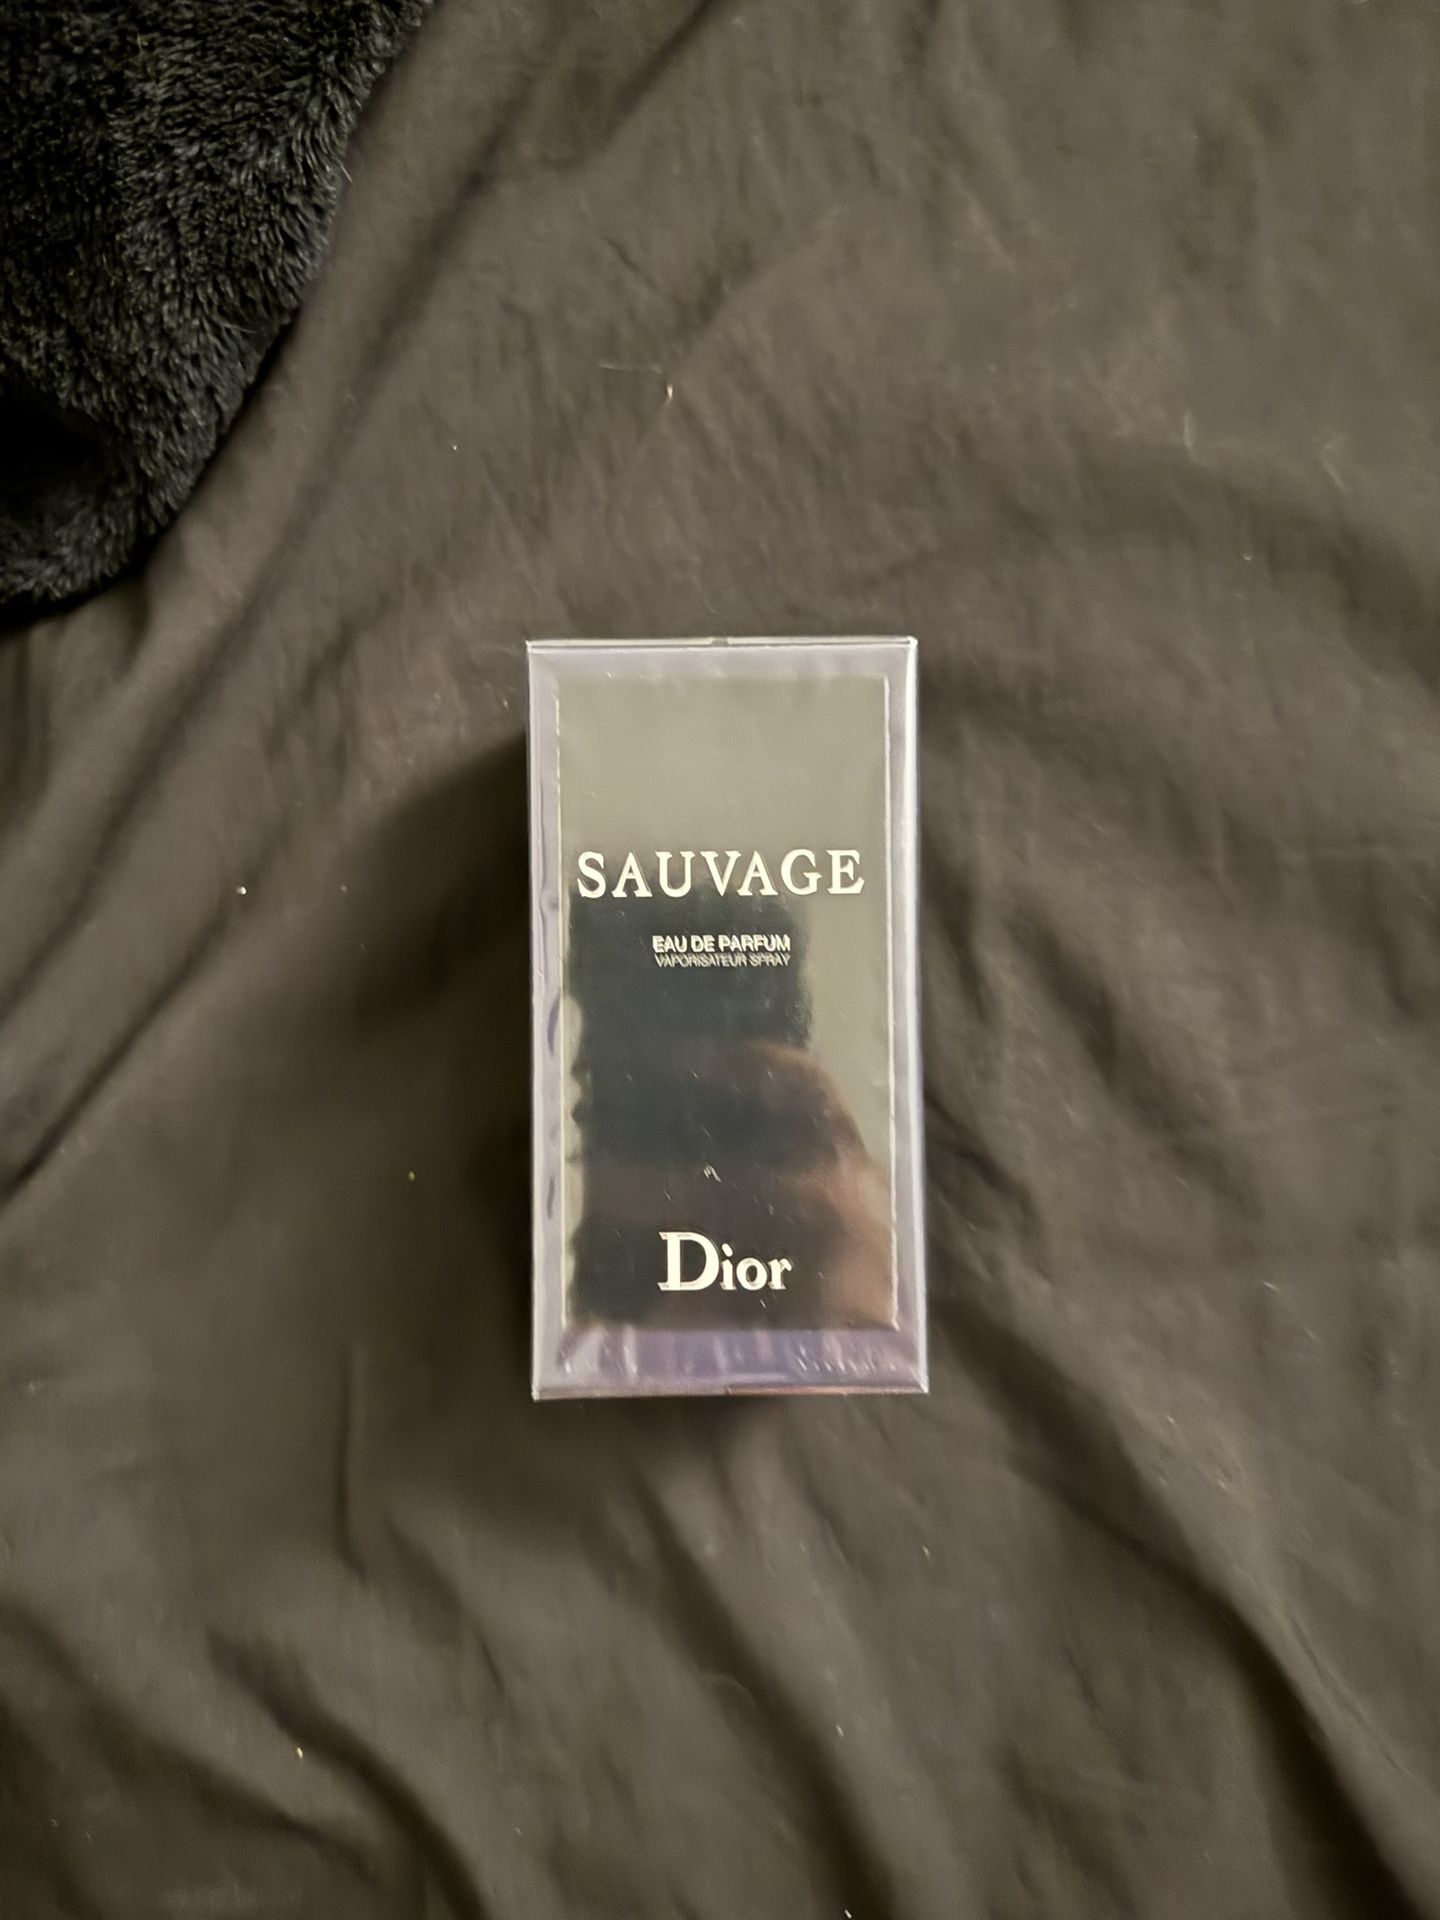 SAUVAGE
EAU DE PARFUM
VAPORISATEUR SPRAY
Dior